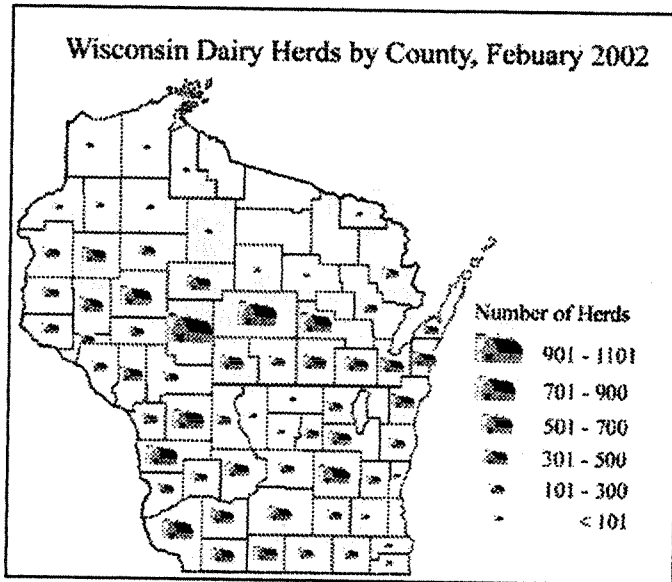 Wisconsin Dairy Herds by County, Febuary 2002
Number of Herds
901 - 1101
701 - 900
501 - 700
301 - 500
101 - 300
< 101